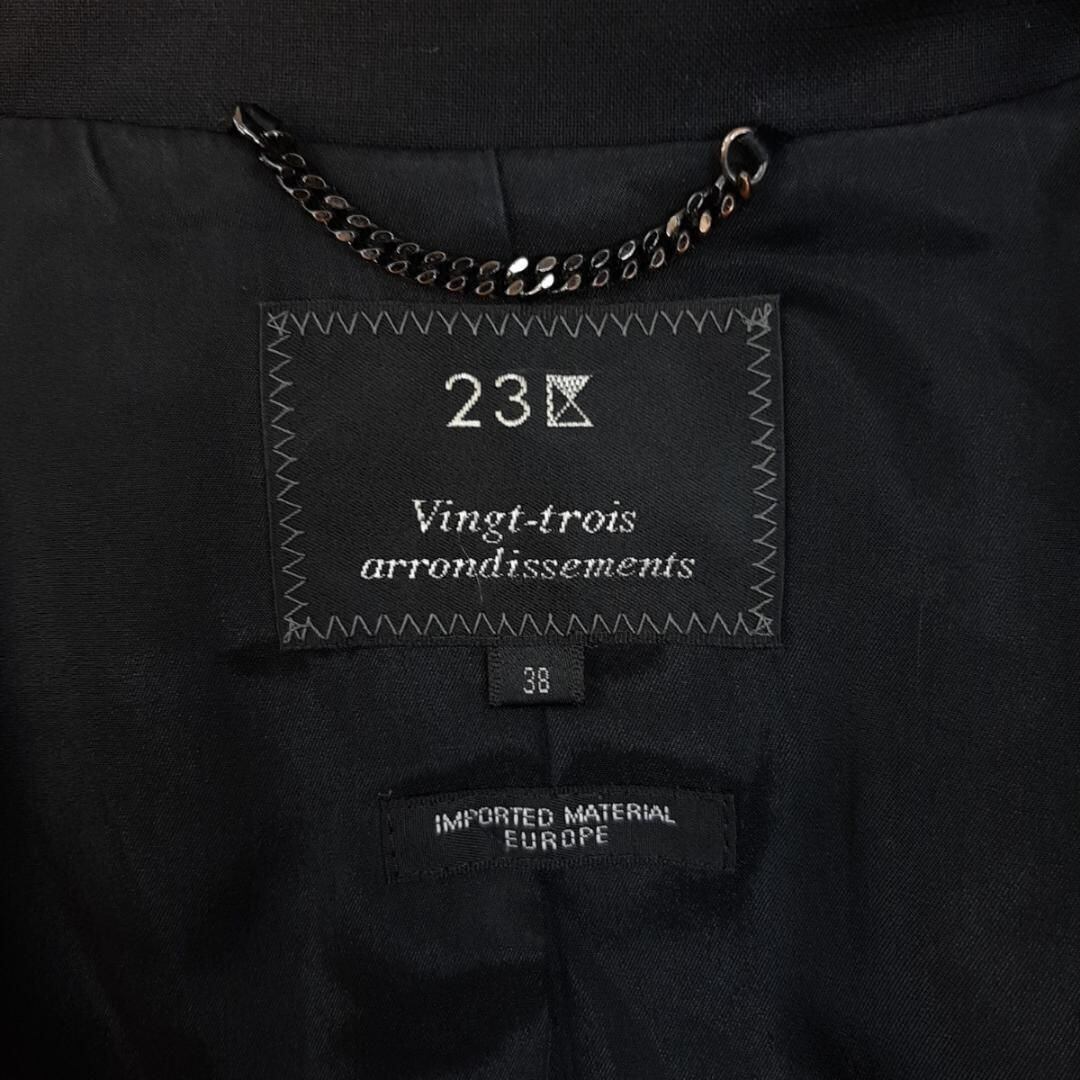 23区
Vingt-trois
arrondissements
38
IMPORTED MATERIAL
EUROPE